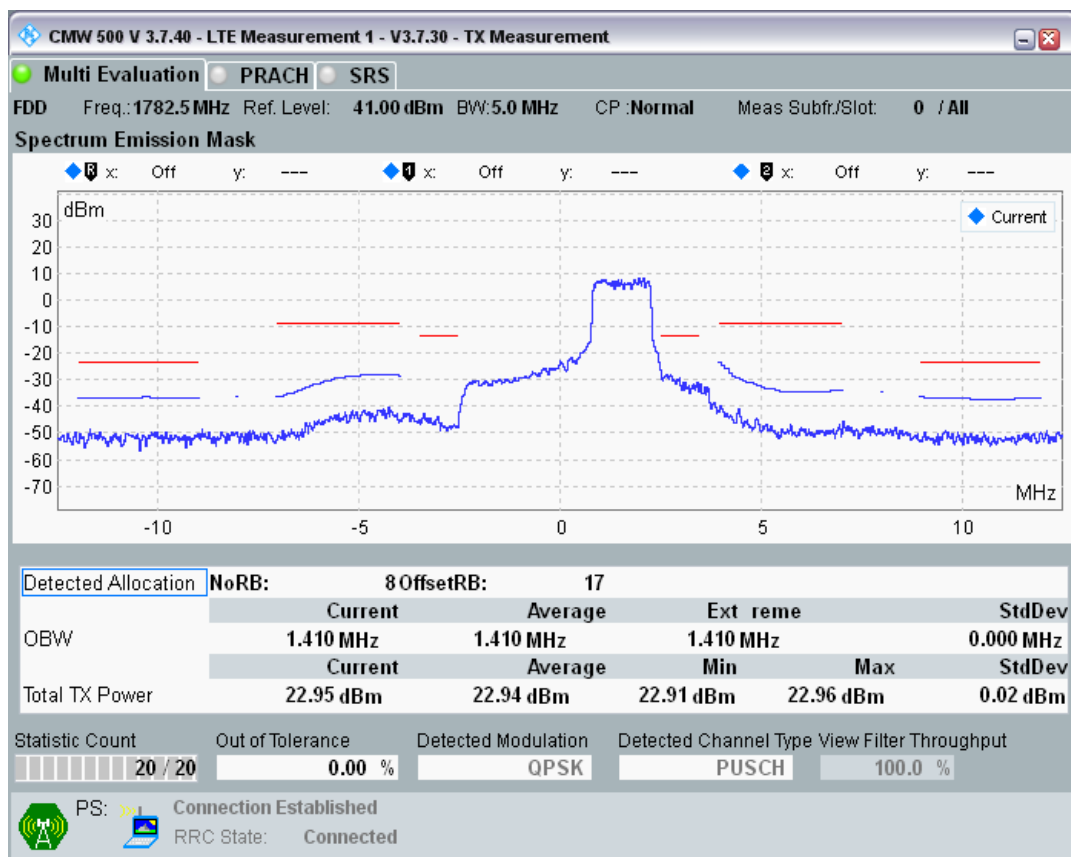 CMW 500 V 3.7.40 - LTE Measurement 1 - V3.7.30 - TX Measurement
Multi Evaluation PRACH SRS
FDD Freq.: 1782.5 MHz Ref. Level: 41.00 dBm BW: 5.0 MHz CP : Normal Meas Subfr./Slot: 0 / All
Spectrum Emission Mask
R x: Off y: --- 1 x: Off y: --- 2 x: Off y: ---
dBm
Current
30
20
10
0
-10
-20
-30
-40
-50
-60
-70
MHz
-10 -5 0 5 10
Detected Allocation NoRB: 8 OffsetRB: 17
Current Average Ext reme StdDev
OBW 1.410 MHz 1.410 MHz 1.410 MHz 0.000 MHz
Current Average Min Max StdDev
Total TX Power 22.95 dBm 22.94 dBm 22.91 dBm 22.96 dBm 0.02 dBm
Statistic Count Out of Tolerance Detected Modulation Detected Channel Type View Filter Throughput
20 / 20 0.00 % QPSK PUSCH 100.0 %
PS: Connection Established
RRC State: Connected